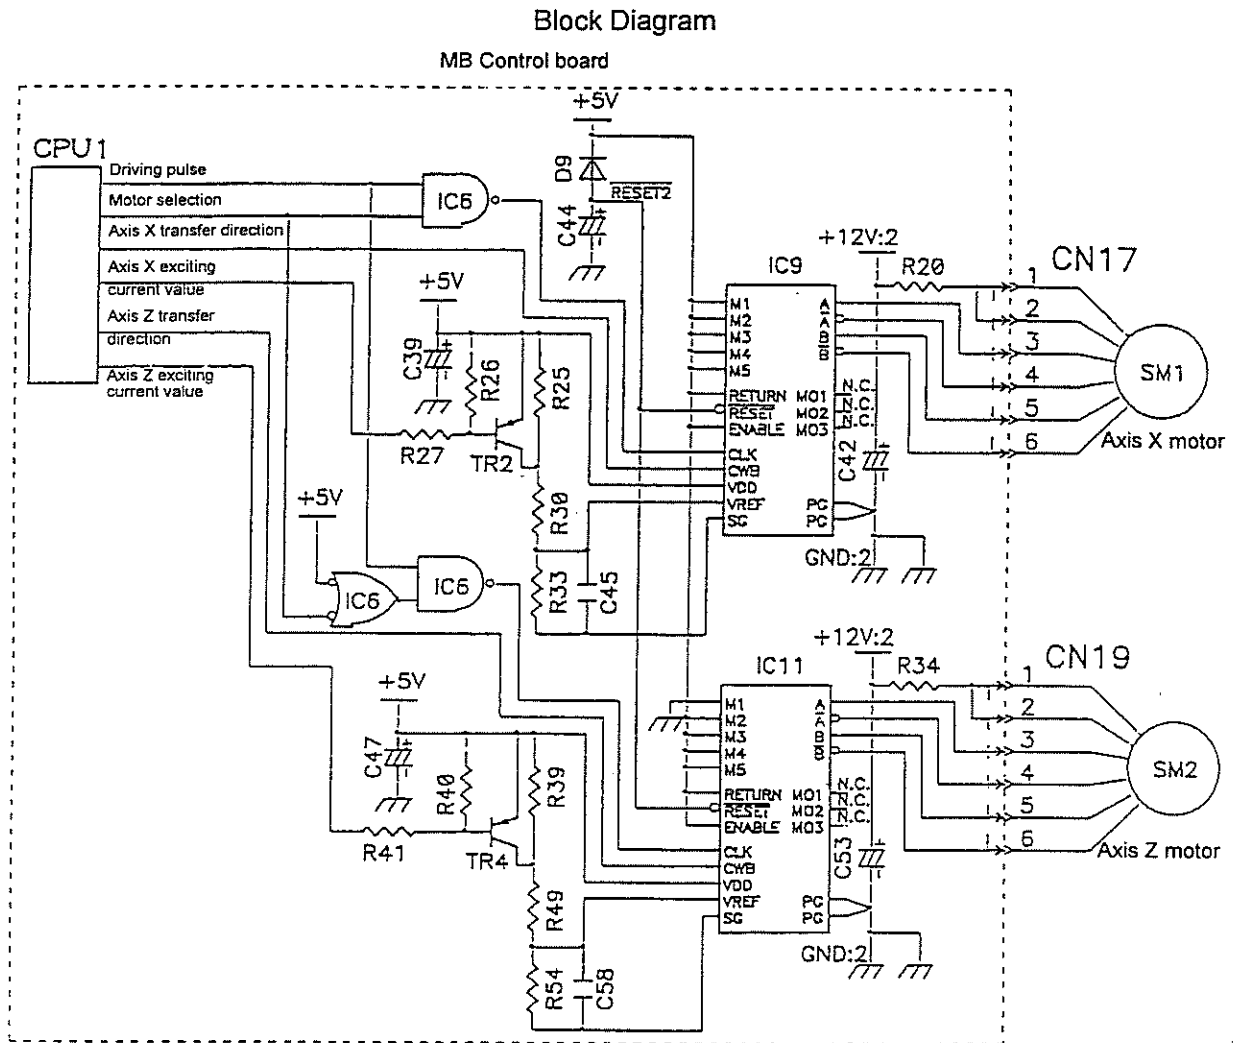 Block Diagram
MB Control board
+5V
CPU1
Driving pulse
Motor selection
Axis X transfer direction
Axis X exciting
current value
Axis Z transfer
direction
Axis Z exciting
current value
IC6
D9
RESET2
C44
+5V
C39
R26
R25
R27
TR2
R30
R33
C45
+12V:2
IC9
R20
CN17
M1
M2
M3
M4
M5
RETURN
RESET
ENABLE
CLK
CWB
VDD
VREF
SG
A
A
B
B
MO1
MO2
MO3
N.C.
N.C.
N.C.
PG
PG
C42
GND:2
1
2
3
4
5
6
SM1
Axis X motor
+5V
IC6
IC6
+5V
C47
R40
R39
R41
TR4
R49
R54
C58
+12V:2
IC11
R34
CN19
M1
M2
M3
M4
M5
RETURN
RESET
ENABLE
CLK
CWB
VDD
VREF
SG
A
A
B
B
MO1
MO2
MO3
N.C.
N.C.
N.C.
PG
PG
C53
GND:2
1
2
3
4
5
6
SM2
Axis Z motor